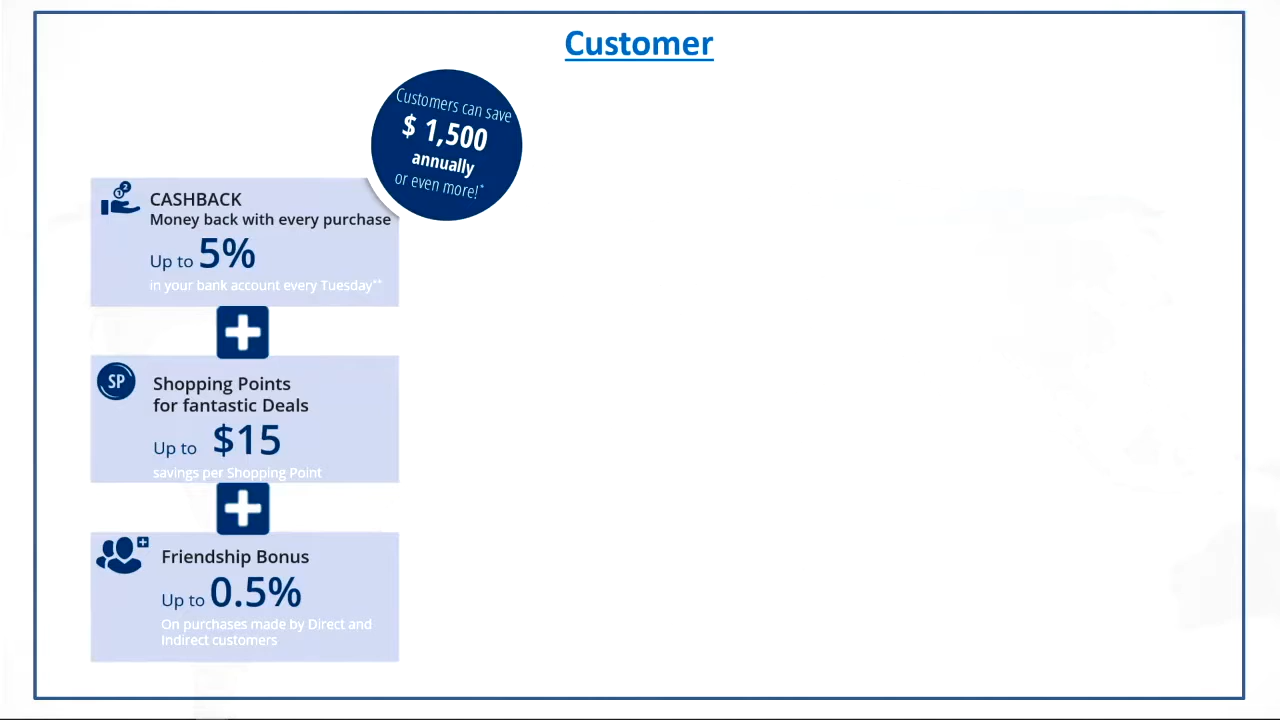 Customer
Customers can save
$ 1,500
annually
or even more!*
CASHBACK
Money back with every purchase
Up to 5%
in your bank account every Tuesday**
SP
Shopping Points
for fantastic Deals
Up to $15
savings per Shopping Point
Friendship Bonus
Up to 0.5%
On purchases made by Direct and
Indirect customers